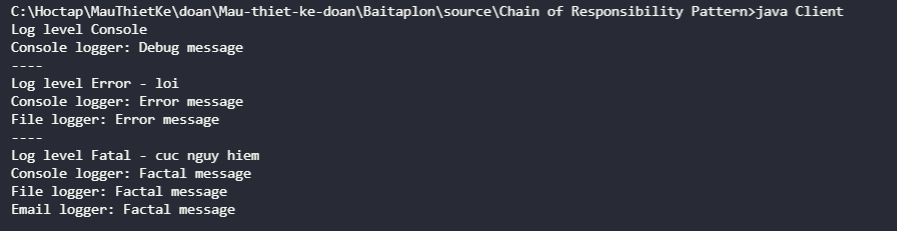 C:\Hoctap\MauThietKe\doan\Mau-thiet-ke-doan\Baitaplon\source\Chain of Responsibility Pattern>java Client
Log level Console
Console logger: Debug message
----
Log level Error - loi
Console logger: Error message
File logger: Error message
----
Log level Fatal - cuc nguy hiem
Console logger: Factal message
File logger: Factal message
Email logger: Factal message